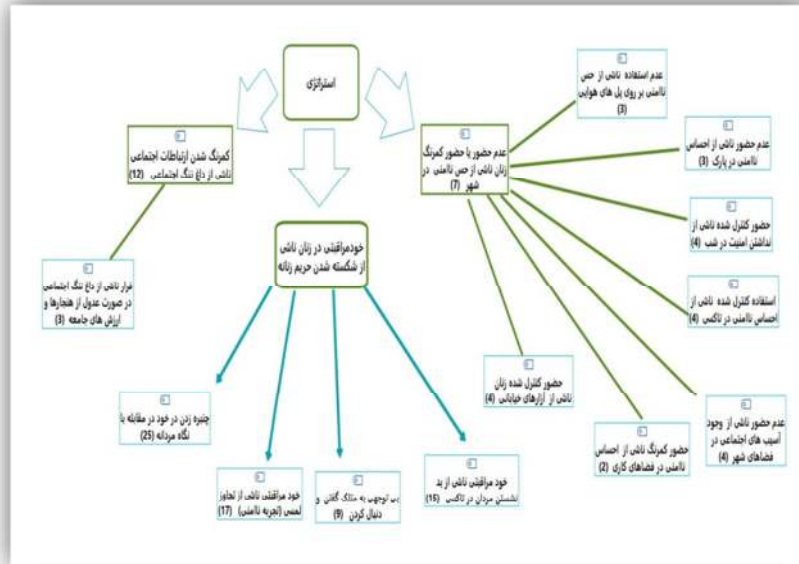 استراتژی
کمرنگ شدن ارتباطات اجتماعی
ناشی از داغ ننگ اجتماعی (12)
فرار ناشی از داغ ننگ اجتماعی
در صورت عدول از هنجارها و
ارزش های جامعه (3)
خودمراقبتی در زنان ناشی
از شکسته شدن حریم زنانه
چنبره زدن در خود در مقابله با
نگاه مردانه (25)
خود مراقبتی ناشی از تجاوز
لمسی (تجربه ناامنی) (17)
بی توجهی به متلک گفتن و
دنبال کردن (9)
خود مراقبتی ناشی از بد
نشستن مردان در تاکسی (15)
عدم حضور یا حضور کمرنگ
زنان ناشی از حس ناامنی در
شهر (7)
عدم استفاده ناشی از حس
ناامنی بر روی پل های هوایی
(3)
عدم حضور ناشی از احساس
ناامنی در پارک (3)
حضور کنترل شده ناشی از
نداشتن امنیت در شب (4)
استفاده کنترل شده ناشی از
احساس ناامنی در تاکسی (4)
عدم حضور ناشی از وجود
آسیب های اجتماعی در
فضاهای شهر (4)
حضور کمرنگ ناشی از احساس
ناامنی در فضاهای کاری (2)
حضور کنترل شده زنان
ناشی از آزارهای خیابانی (4)